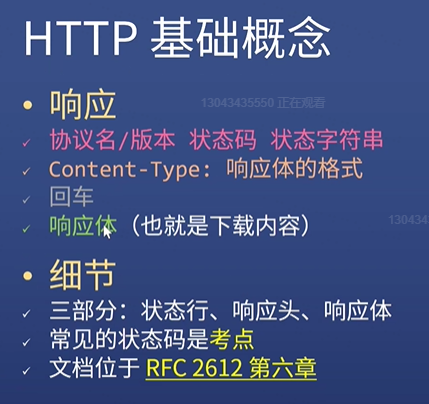 HTTP 基础概念
响应
13043435550 正在观看
协议名/版本 状态码 状态字符串
Content-Type: 响应体的格式
回车
响应体（也就是下载内容）
130434
细节
三部分：状态行、响应头、响应体
常见的状态码是考点
文档位于 RFC 2612 第六章